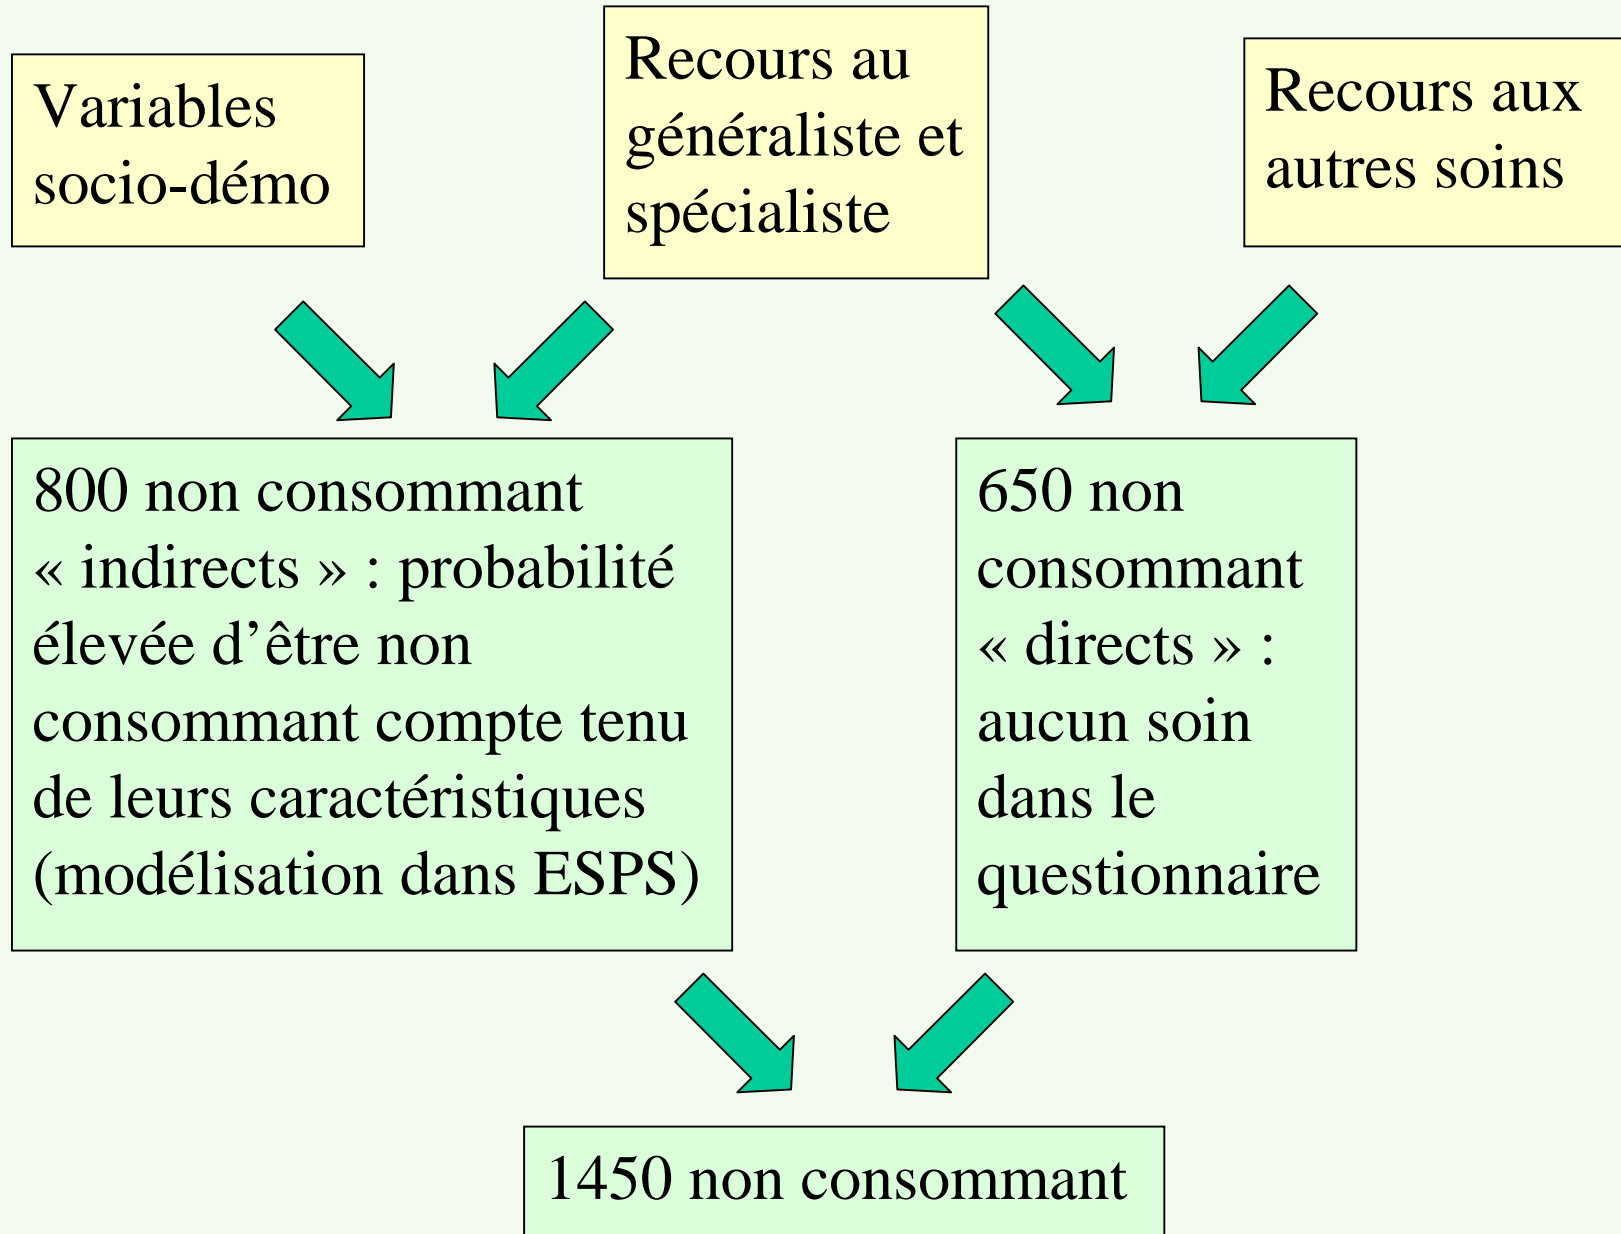 Variables
socio-démo
Recours au
généraliste et
spécialiste
Recours aux
autres soins
800 non consommant
« indirects » : probabilité
élevée d’être non
consommant compte tenu
de leurs caractéristiques
(modélisation dans ESPS)
650 non
consommant
« directs » :
aucun soin
dans le
questionnaire
1450 non consommant